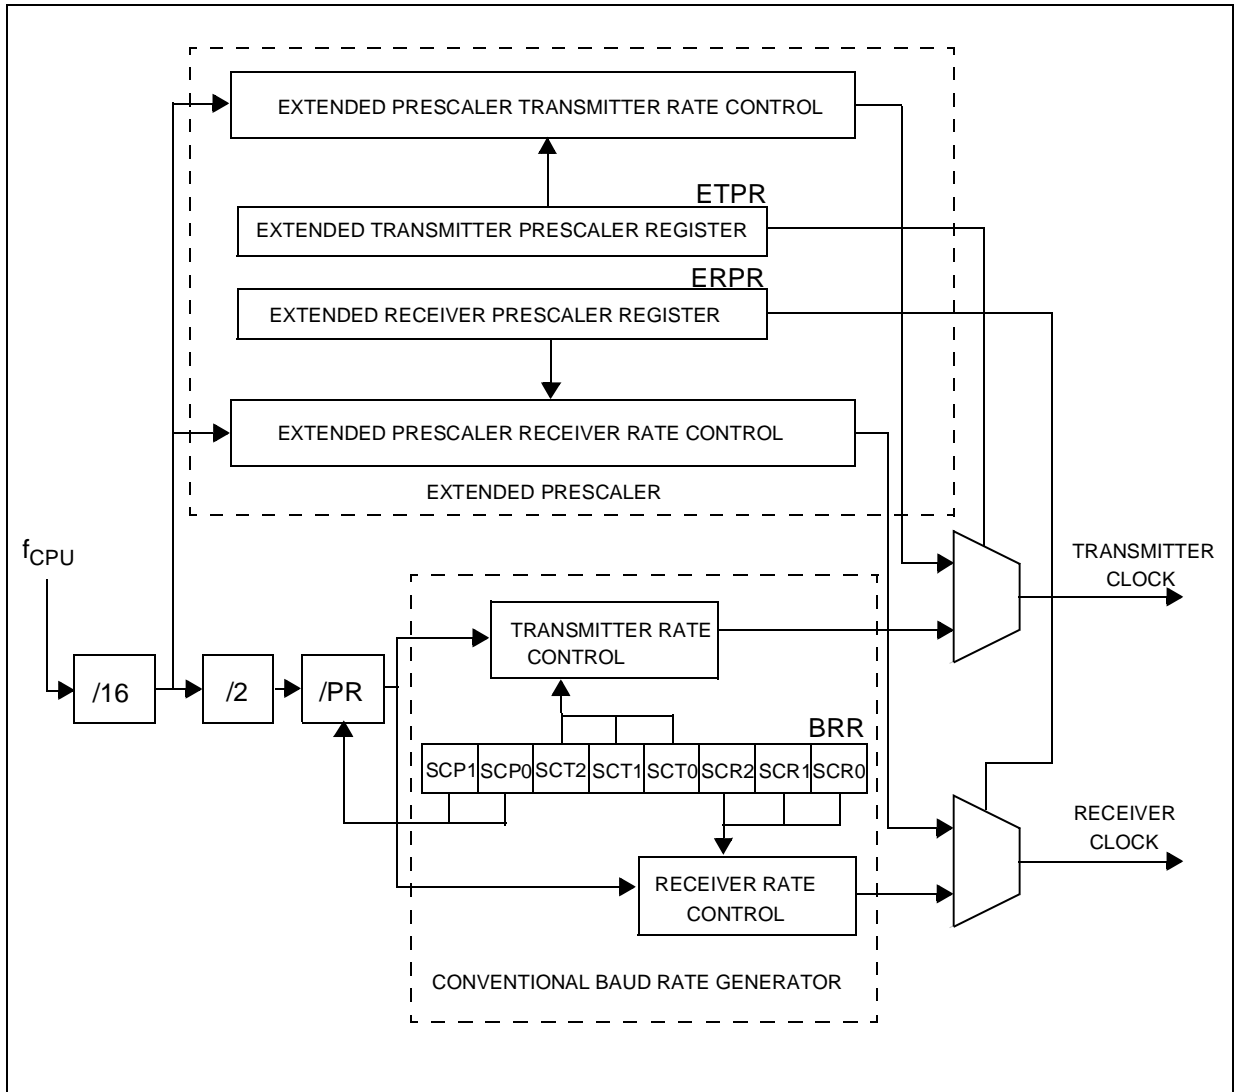 EXTENDED PRESCALER TRANSMITTER RATE CONTROL
ETPR
EXTENDED TRANSMITTER PRESCALER REGISTER
ERPR
EXTENDED RECEIVER PRESCALER REGISTER
EXTENDED PRESCALER RECEIVER RATE CONTROL
EXTENDED PRESCALER
fCPU
TRANSMITTER
CLOCK
TRANSMITTER RATE
CONTROL
/16
/2
/PR
BRR
SCP1 SCP0 SCT2 SCT1 SCT0 SCR2 SCR1 SCR0
RECEIVER
CLOCK
RECEIVER RATE
CONTROL
CONVENTIONAL BAUD RATE GENERATOR